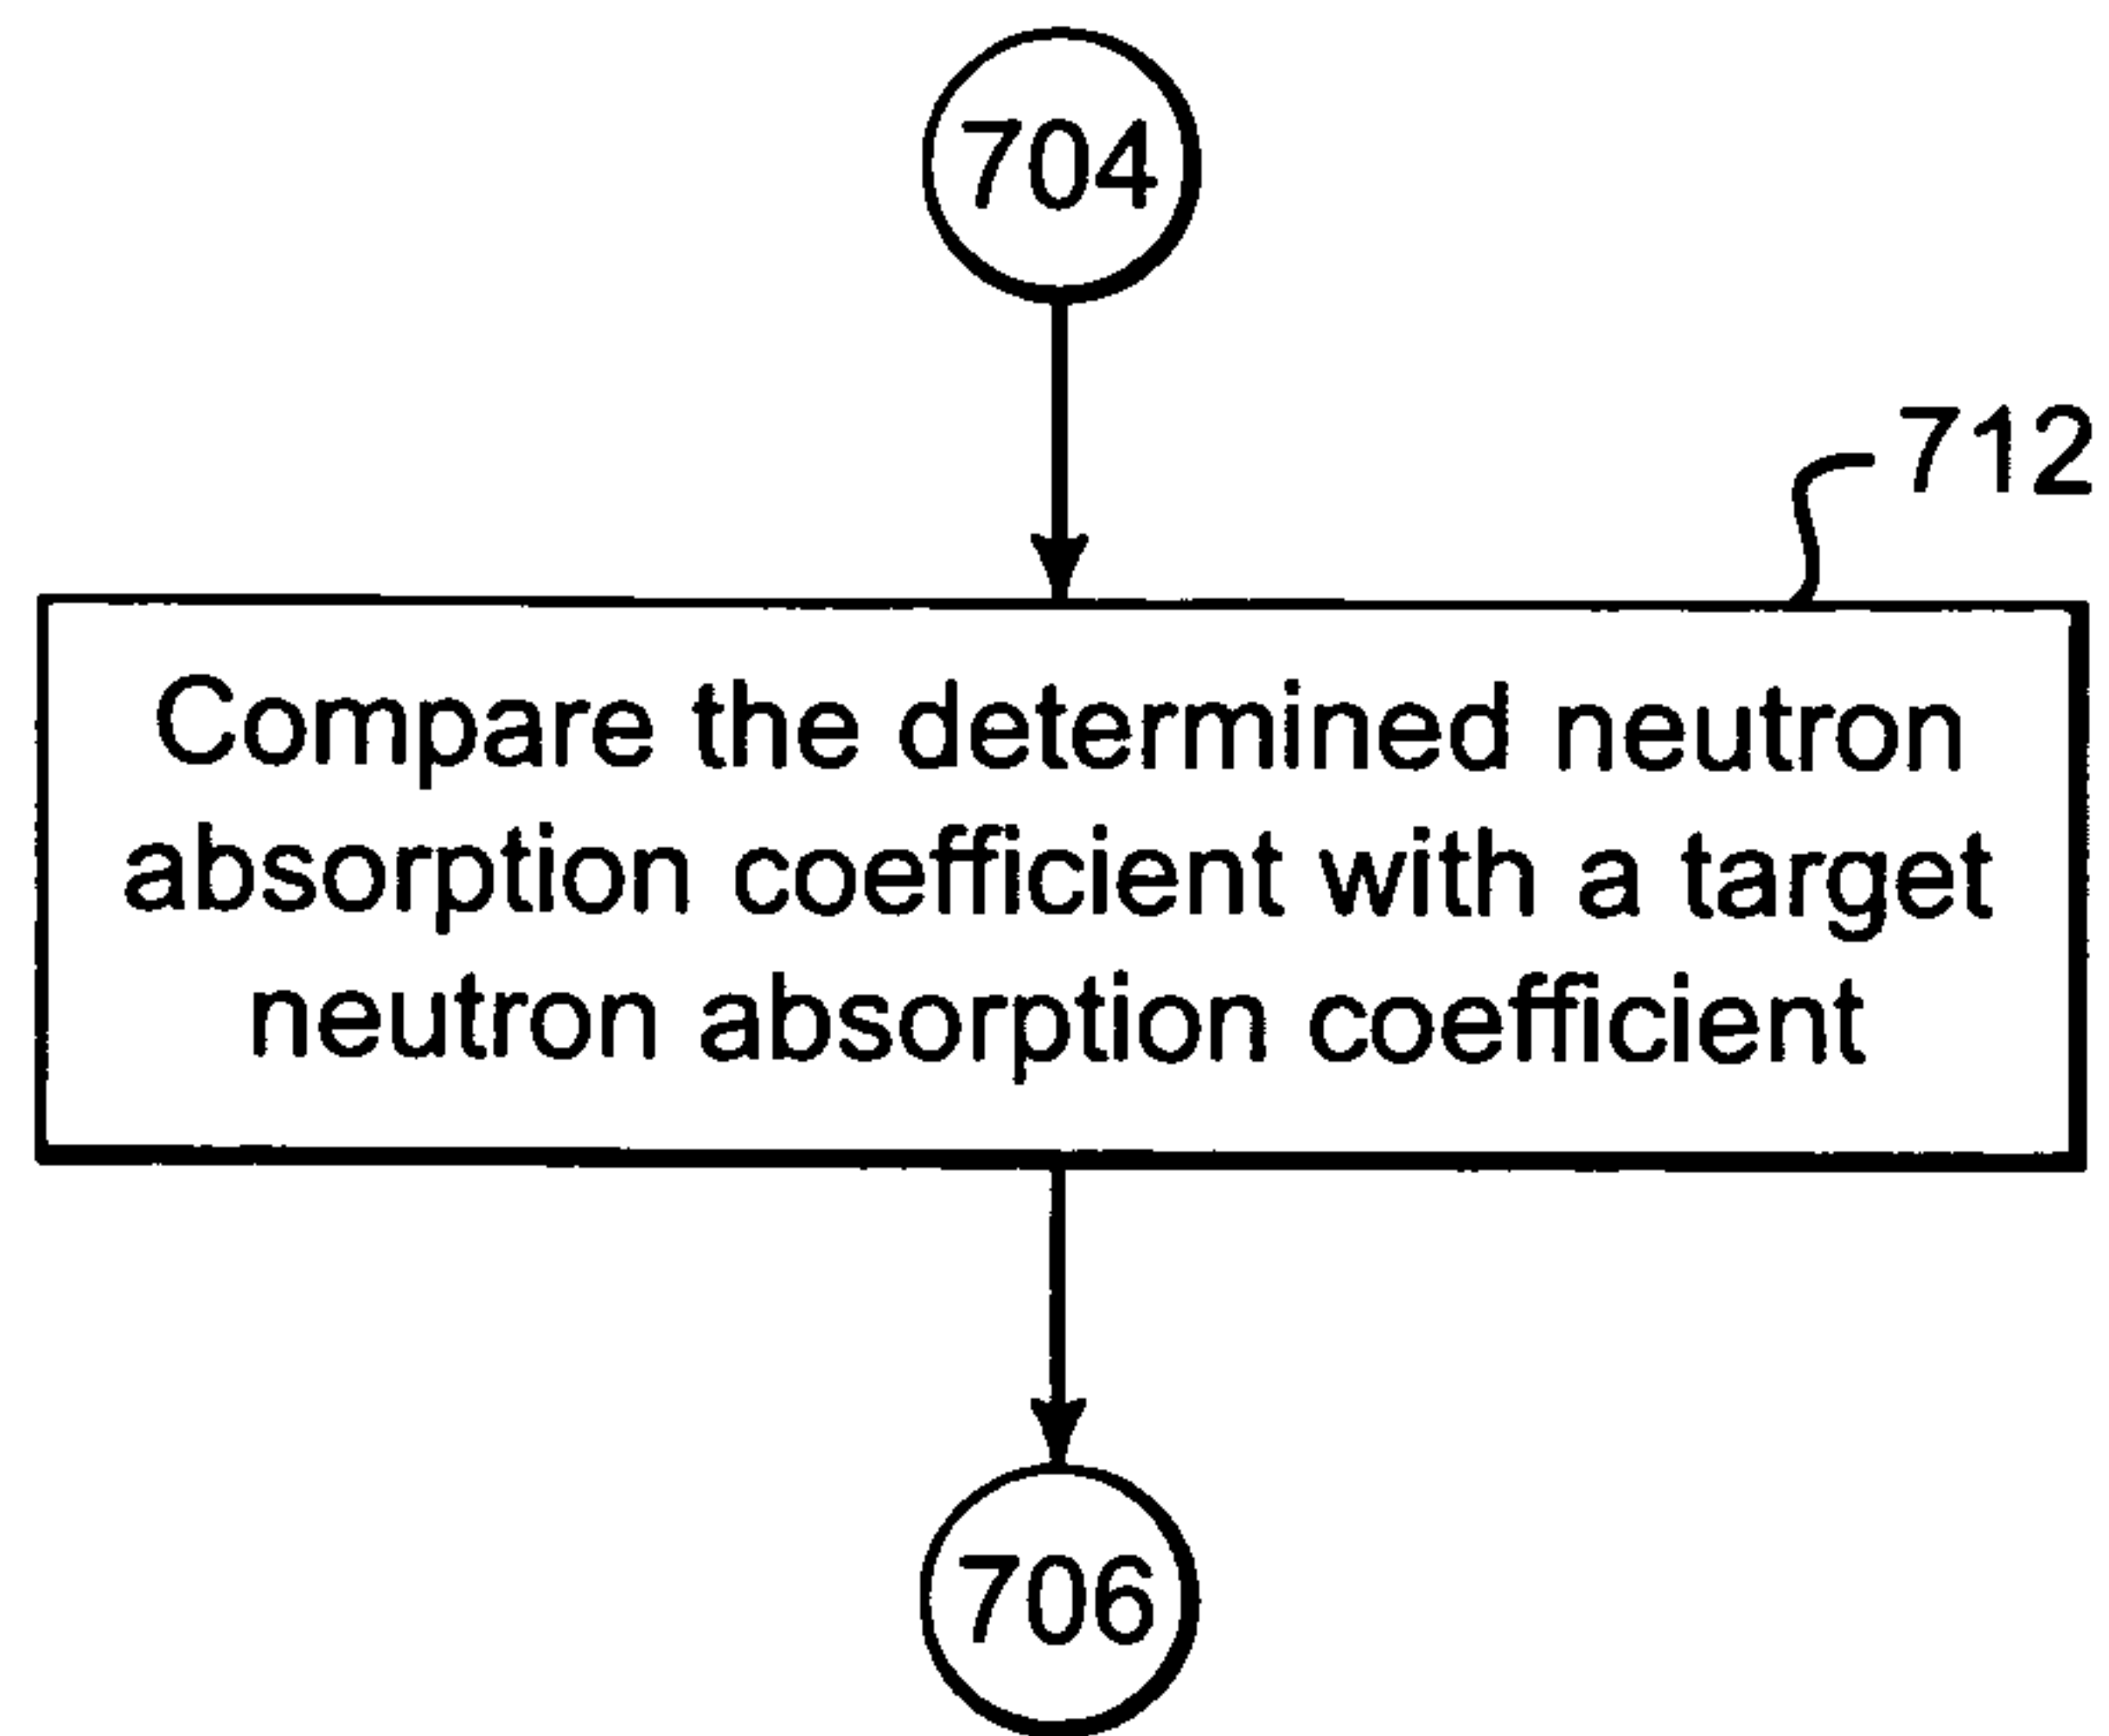 704
712
Compare the determined neutron
absorption coefficient with a target
neutron absorption coefficient
706